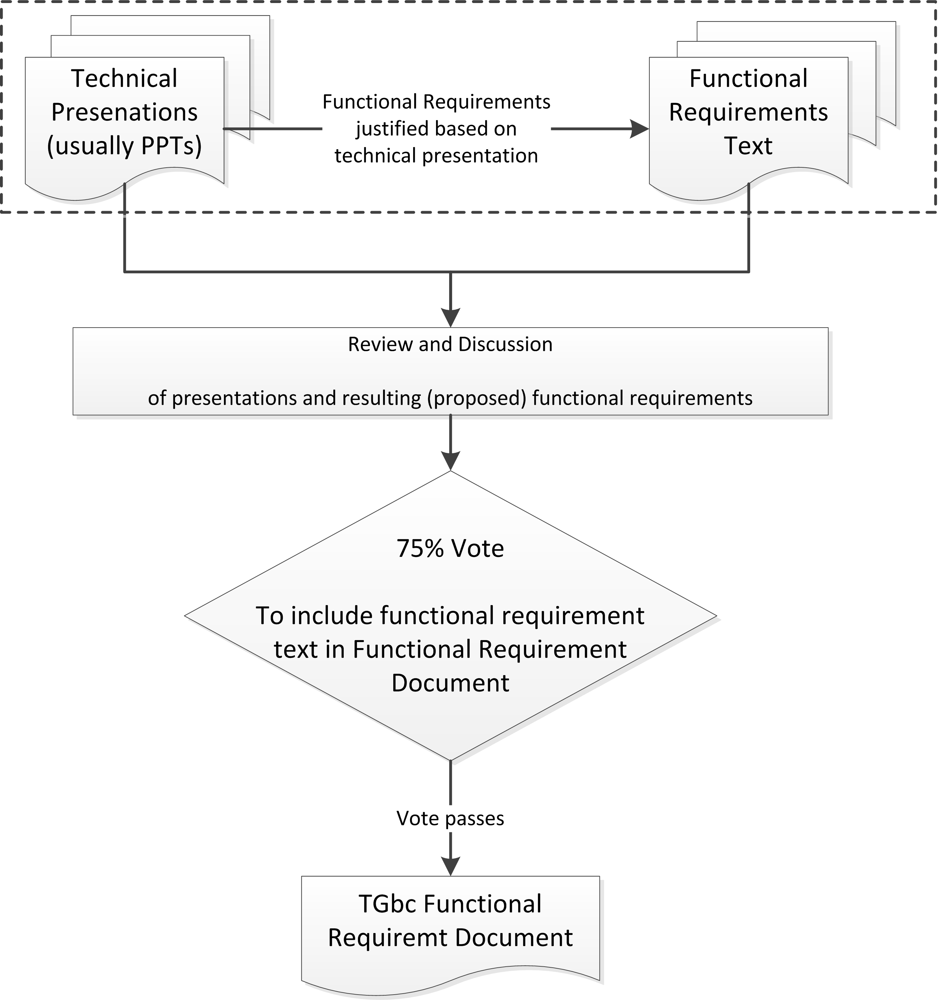 Technical
Presenations
(usually PPTs)
Functional Requirements
justified based on
technical presentation
Functional
Requirements
Text
Review and Discussion
of presentations and resulting (proposed) functional requirements
75% Vote
To include functional requirement
text in Functional Requirement
Document
Vote passes
TGbc Functional
Requiremt Document